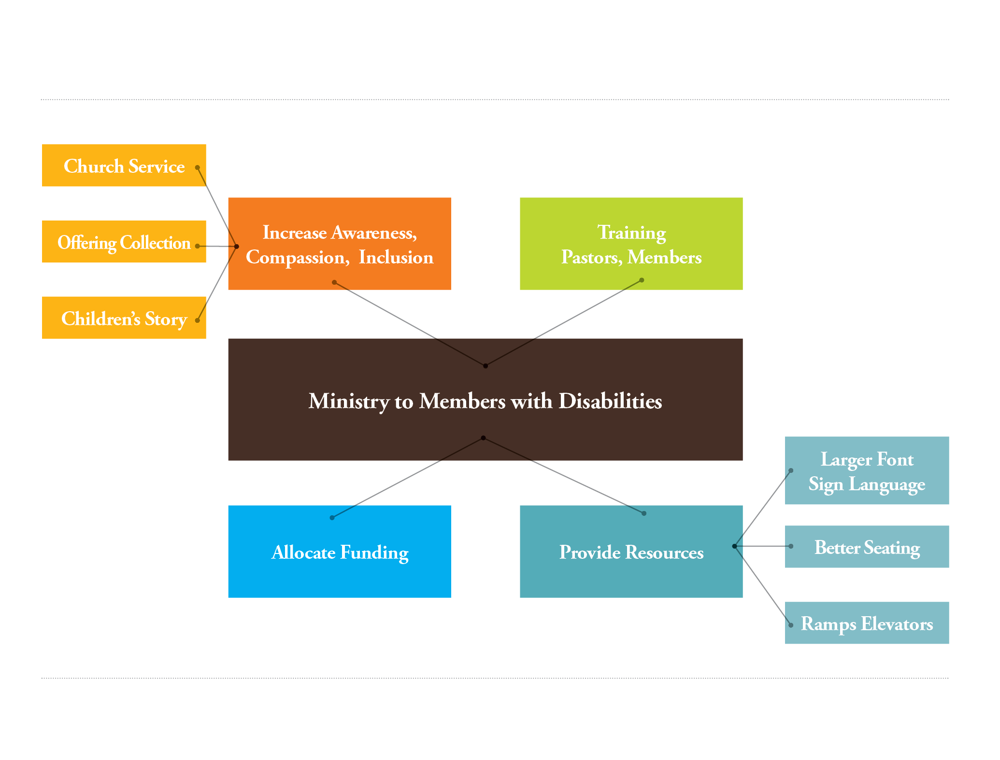 Church Service
Offering Collection
Children’s Story
Increase Awareness,
Compassion, Inclusion
Training
Pastors, Members
Ministry to Members with Disabilities
Allocate Funding
Provide Resources
Larger Font
Sign Language
Better Seating
Ramps Elevators